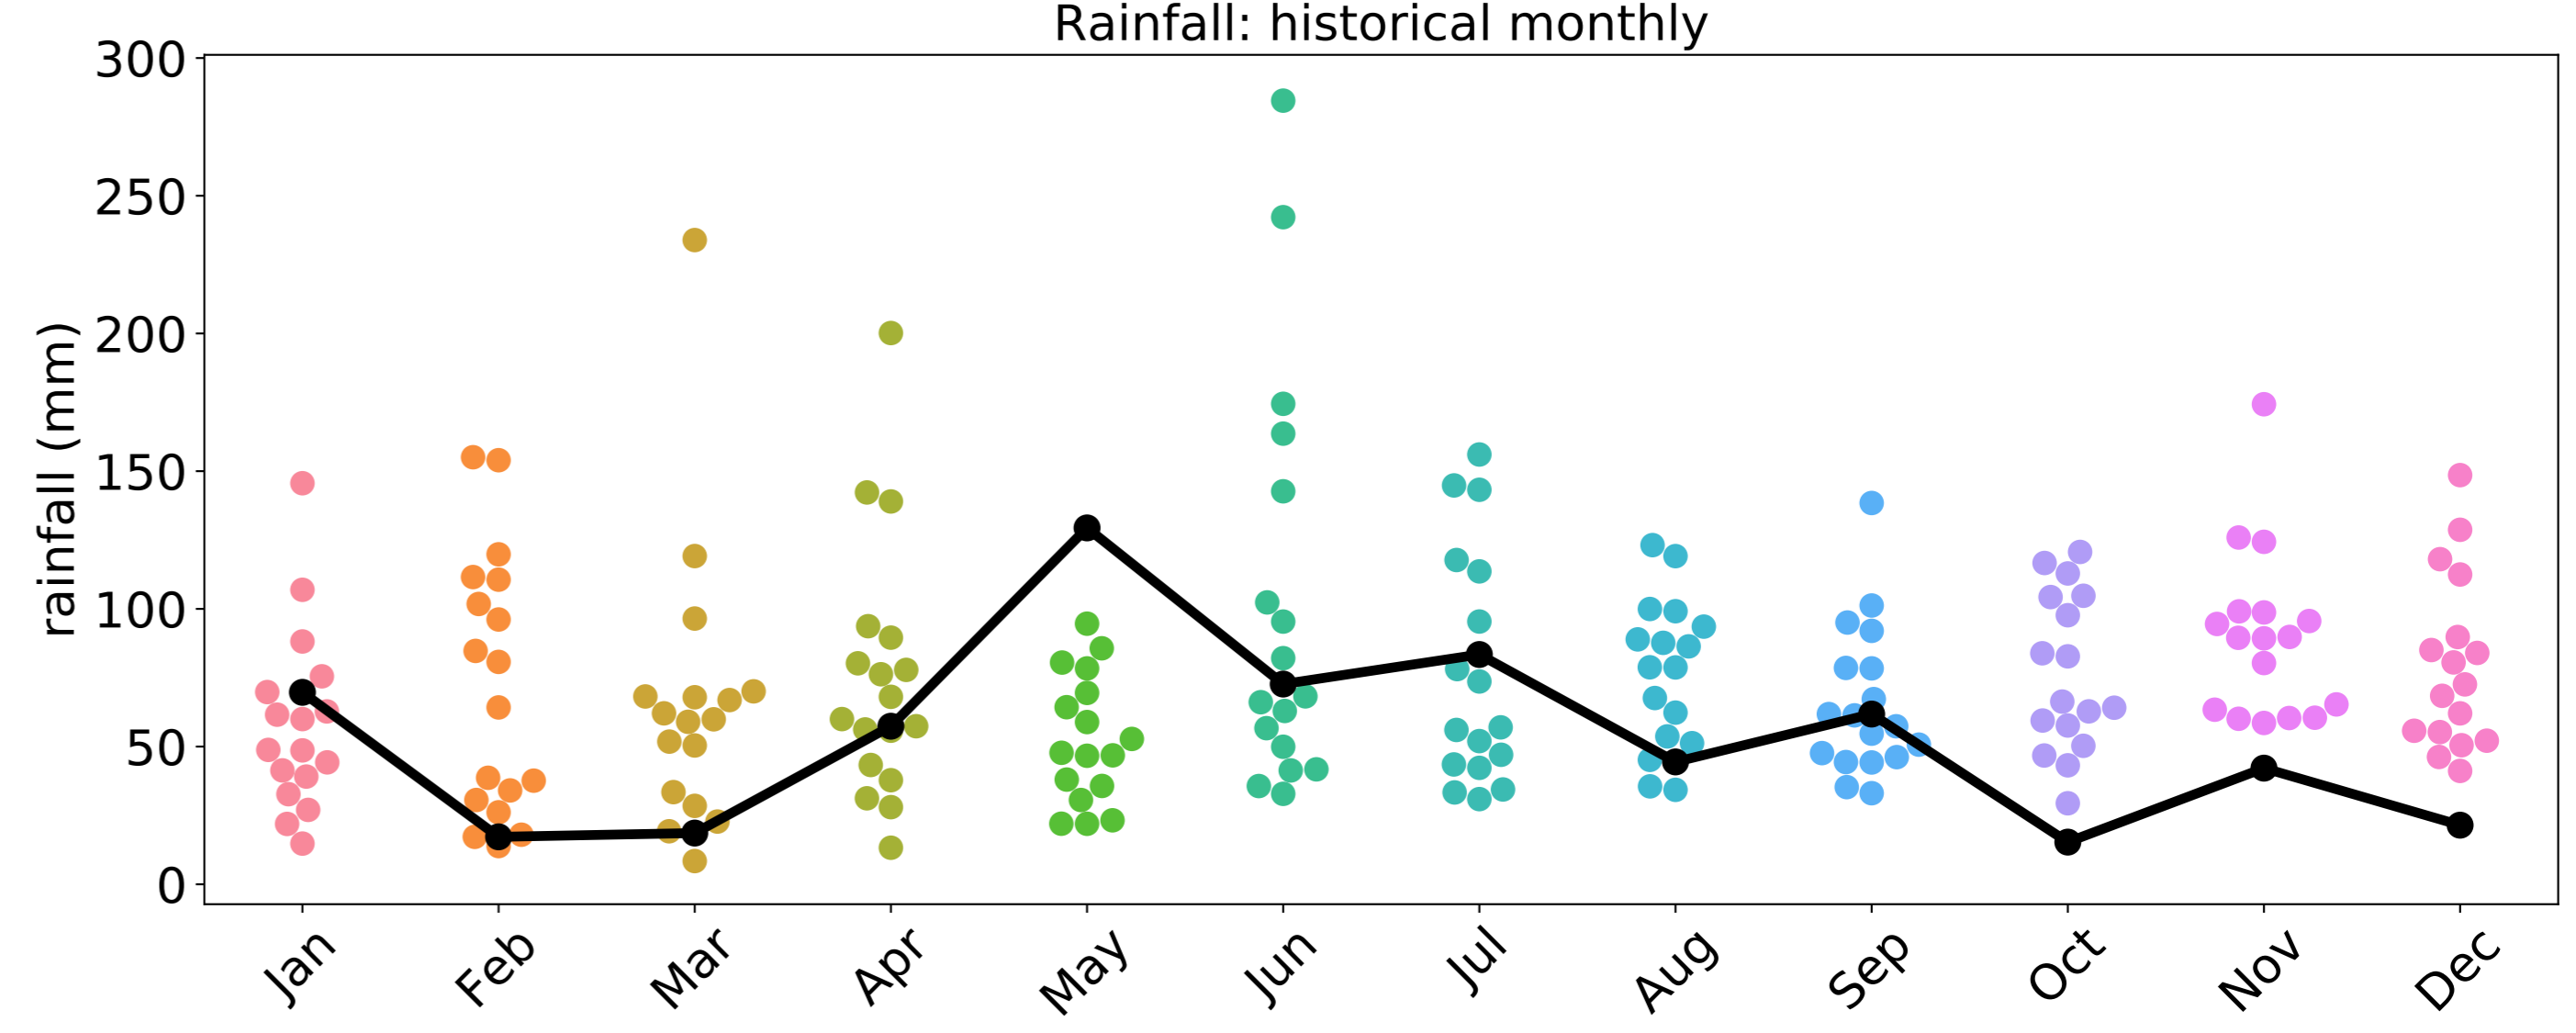 Rainfall: historical monthly
300
250
200
150
100
50
0
rainfall (mm)
Jan
Feb
Mar
Apr
May
Jun
Jul
Aug
Sep
Oct
Nov
Dec